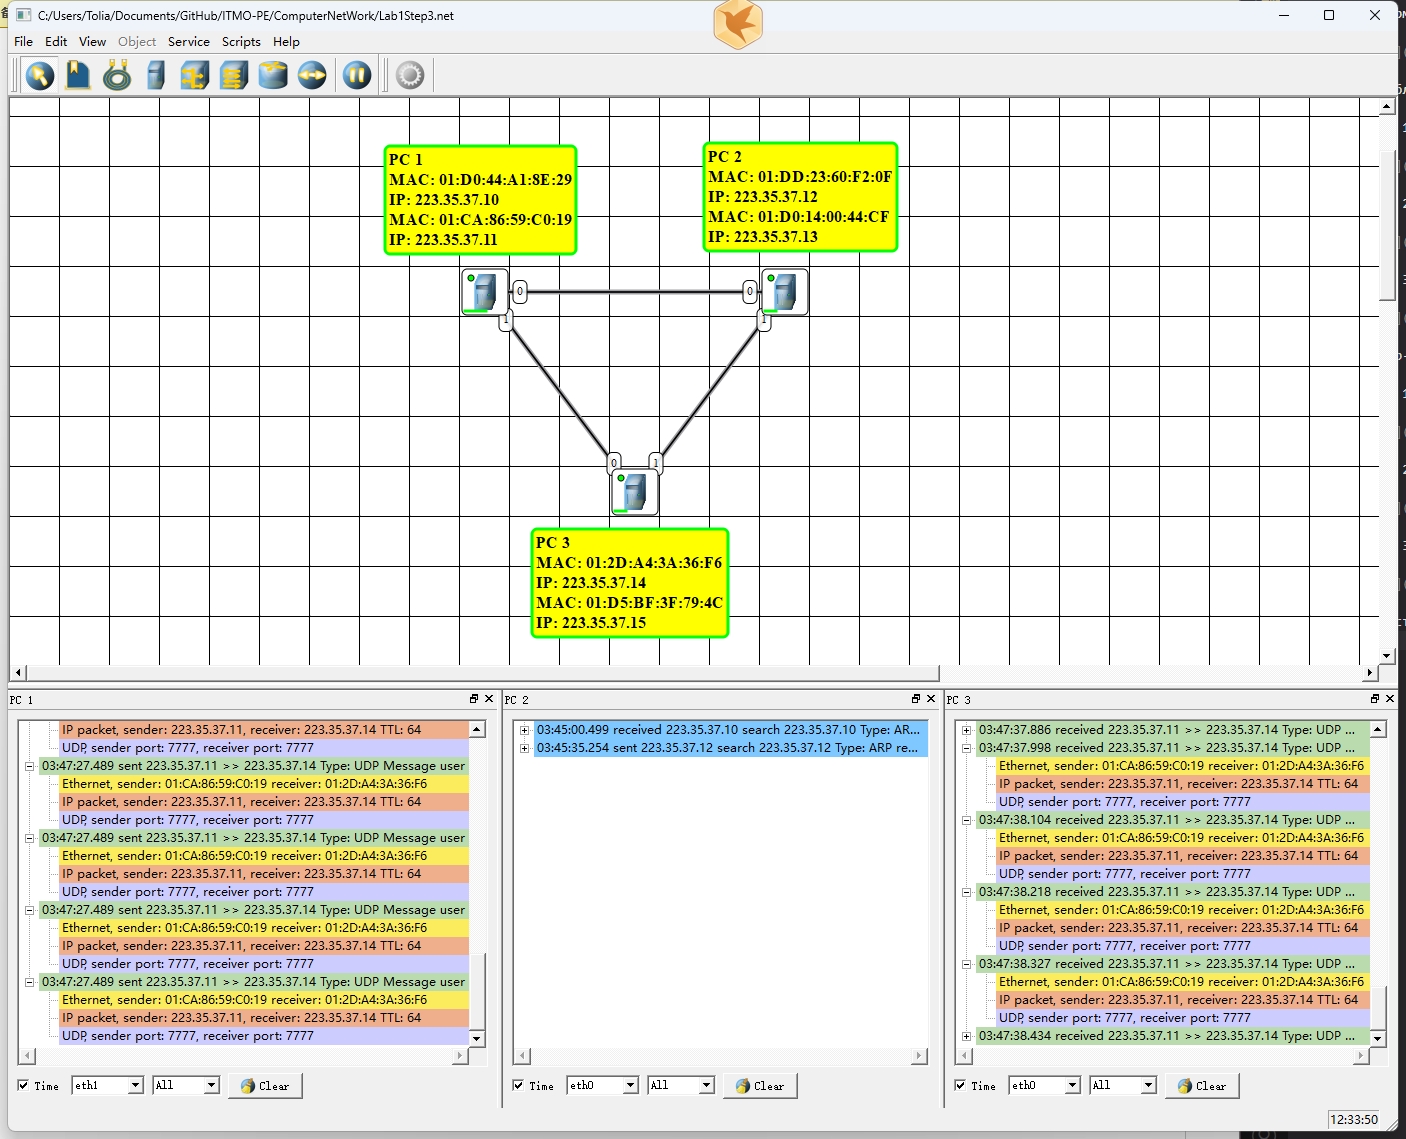 C:/Users/Tolia/Documents/GitHub/ITMO-PE/ComputerNetWork/Lab1Step3.net
File Edit View Object Service Scripts Help
PC 1
MAC: 01:D0:44:A1:8E:29
IP: 223.35.37.10
MAC: 01:CA:86:59:C0:19
IP: 223.35.37.11
PC 2
MAC: 01:DD:23:60:F2:0F
IP: 223.35.37.12
MAC: 01:D0:14:00:44:CF
IP: 223.35.37.13
0
0
1
1
0
1
PC 3
MAC: 01:2D:A4:3A:36:F6
IP: 223.35.37.14
MAC: 01:D5:BF:3F:79:4C
IP: 223.35.37.15
PC 1
IP packet, sender: 223.35.37.11, receiver: 223.35.37.14 TTL: 64
UDP, sender port: 7777, receiver port: 7777
03:47:27.489 sent 223.35.37.11 >> 223.35.37.14 Type: UDP Message user
Ethernet, sender: 01:CA:86:59:C0:19 receiver: 01:2D:A4:3A:36:F6
IP packet, sender: 223.35.37.11, receiver: 223.35.37.14 TTL: 64
UDP, sender port: 7777, receiver port: 7777
03:47:27.489 sent 223.35.37.11 >> 223.35.37.14 Type: UDP Message user
Ethernet, sender: 01:CA:86:59:C0:19 receiver: 01:2D:A4:3A:36:F6
IP packet, sender: 223.35.37.11, receiver: 223.35.37.14 TTL: 64
UDP, sender port: 7777, receiver port: 7777
03:47:27.489 sent 223.35.37.11 >> 223.35.37.14 Type: UDP Message user
Ethernet, sender: 01:CA:86:59:C0:19 receiver: 01:2D:A4:3A:36:F6
IP packet, sender: 223.35.37.11, receiver: 223.35.37.14 TTL: 64
UDP, sender port: 7777, receiver port: 7777
03:47:27.489 sent 223.35.37.11 >> 223.35.37.14 Type: UDP Message user
Ethernet, sender: 01:CA:86:59:C0:19 receiver: 01:2D:A4:3A:36:F6
IP packet, sender: 223.35.37.11, receiver: 223.35.37.14 TTL: 64
UDP, sender port: 7777, receiver port: 7777
Time eth1 All Clear
PC 2
03:45:00.499 received 223.35.37.10 search 223.35.37.10 Type: AR...
03:45:35.254 sent 223.35.37.12 search 223.35.37.12 Type: ARP re...
Time eth0 All Clear
PC 3
03:47:37.886 received 223.35.37.11 >> 223.35.37.14 Type: UDP ...
03:47:37.998 received 223.35.37.11 >> 223.35.37.14 Type: UDP ...
Ethernet, sender: 01:CA:86:59:C0:19 receiver: 01:2D:A4:3A:36:F6
IP packet, sender: 223.35.37.11, receiver: 223.35.37.14 TTL: 64
UDP, sender port: 7777, receiver port: 7777
03:47:38.104 received 223.35.37.11 >> 223.35.37.14 Type: UDP ...
Ethernet, sender: 01:CA:86:59:C0:19 receiver: 01:2D:A4:3A:36:F6
IP packet, sender: 223.35.37.11, receiver: 223.35.37.14 TTL: 64
UDP, sender port: 7777, receiver port: 7777
03:47:38.218 received 223.35.37.11 >> 223.35.37.14 Type: UDP ...
Ethernet, sender: 01:CA:86:59:C0:19 receiver: 01:2D:A4:3A:36:F6
IP packet, sender: 223.35.37.11, receiver: 223.35.37.14 TTL: 64
UDP, sender port: 7777, receiver port: 7777
03:47:38.327 received 223.35.37.11 >> 223.35.37.14 Type: UDP ...
Ethernet, sender: 01:CA:86:59:C0:19 receiver: 01:2D:A4:3A:36:F6
IP packet, sender: 223.35.37.11, receiver: 223.35.37.14 TTL: 64
UDP, sender port: 7777, receiver port: 7777
03:47:38.434 received 223.35.37.11 >> 223.35.37.14 Type: UDP ...
Time eth0 All Clear
12:33:50